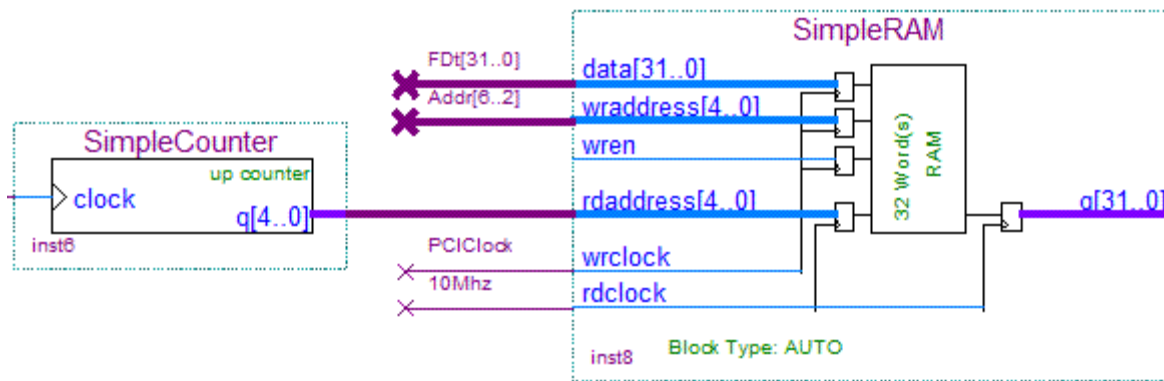 SimpleRAM
FDt[31..0]
data[31..0]
Addr[6..2]
wraddress[4..0]
SimpleCounter
wren
up counter
32 Word(s)
RAM
clock
q[4..0]
rdaddress[4..0]
q[31..0]
inst6
PCIClock
wrclock
10Mhz
rdclock
inst8
Block Type: AUTO